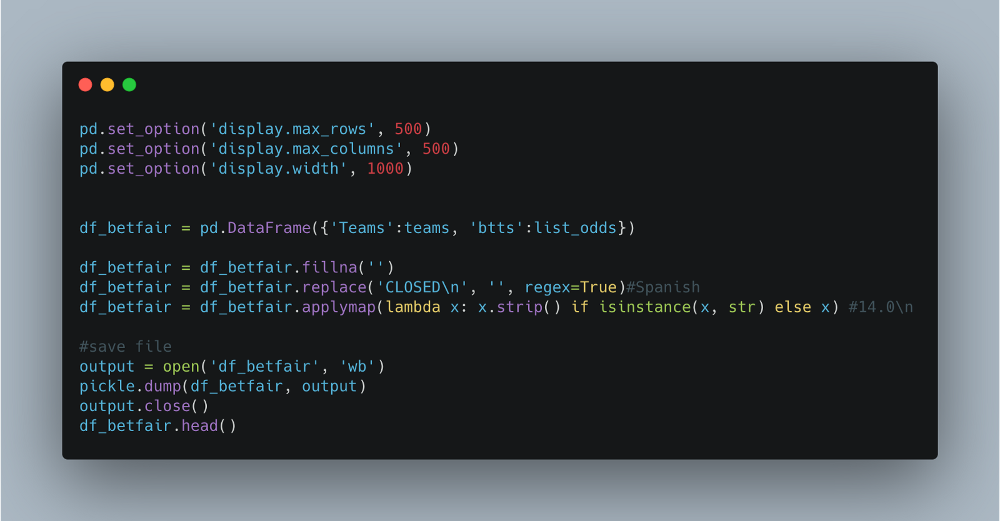 pd.set_option('display.max_rows', 500)
pd.set_option('display.max_columns', 500)
pd.set_option('display.width', 1000)
df_betfair = pd.DataFrame({'Teams':teams, 'btts':list_odds})
df_betfair = df_betfair.fillna('')
df_betfair = df_betfair.replace('CLOSED\n', '', regex=True)#Spanish
df_betfair = df_betfair.applymap(lambda x: x.strip() if isinstance(x, str) else x) #14.0\n
#save file
output = open('df_betfair', 'wb')
pickle.dump(df_betfair, output)
output.close()
df_betfair.head()